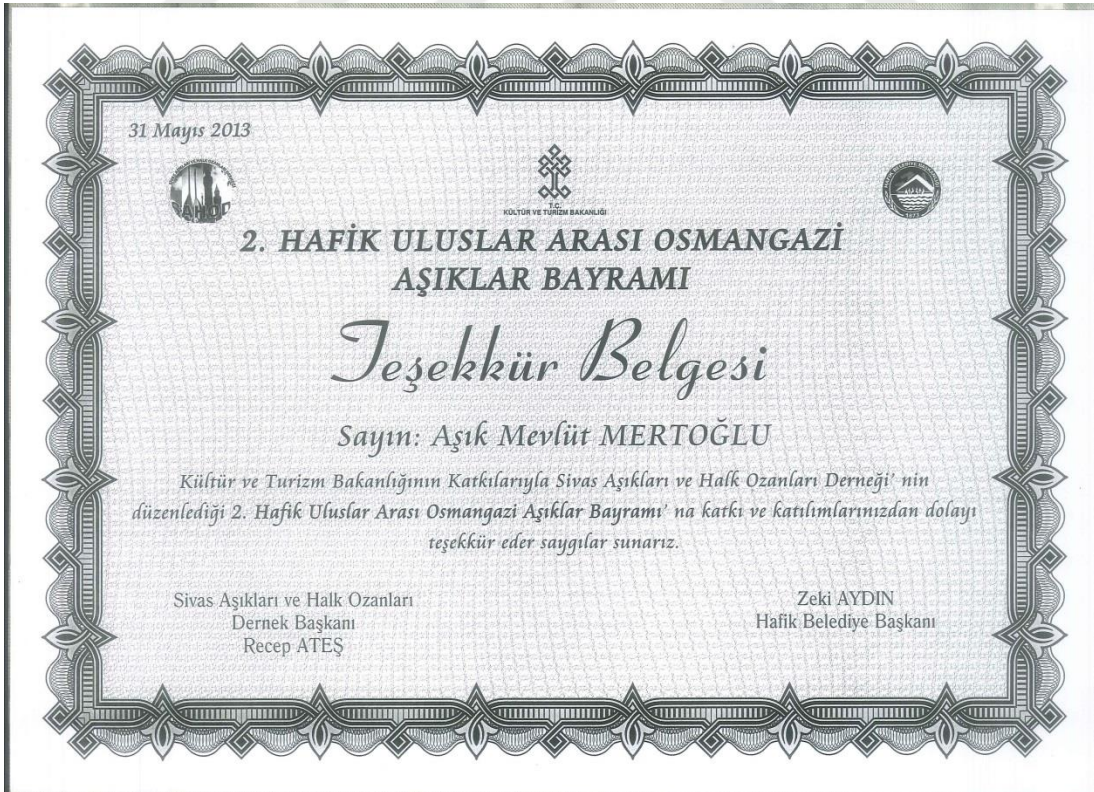 31 Mayıs 2013
T.C.
KÜLTÜR VE TURİZM BAKANLIĞI
2. HAFİK ULUSLAR ARASI OSMANGAZİ
AŞIKLAR BAYRAMI
Teşekkür Belgesi
Sayın: Aşık Mevlüt MERTOĞLU
Kültür ve Turizm Bakanlığının Katkılarıyla Sivas Aşıkları ve Halk Ozanları Derneği' nin
düzenlediği 2. Hafik Uluslar Arası Osmangazi Aşıklar Bayramı' na katkı ve katılımlarınızdan dolayı
teşekkür eder saygılar sunarız.
Sivas Aşıkları ve Halk Ozanları
Dernek Başkanı
Recep ATEŞ
Zeki AYDIN
Hafik Belediye Başkanı